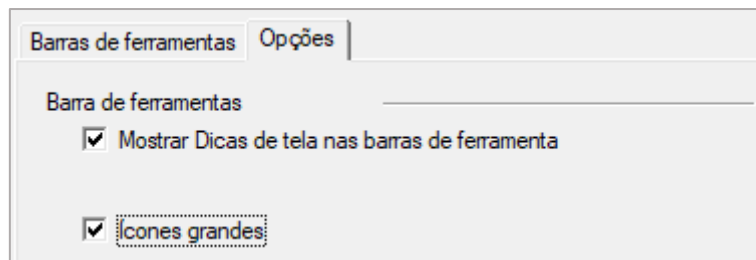 Barras de ferramentas Opções
Barra de ferramentas
Mostrar Dicas de tela nas barras de ferramenta
Ícones grandes